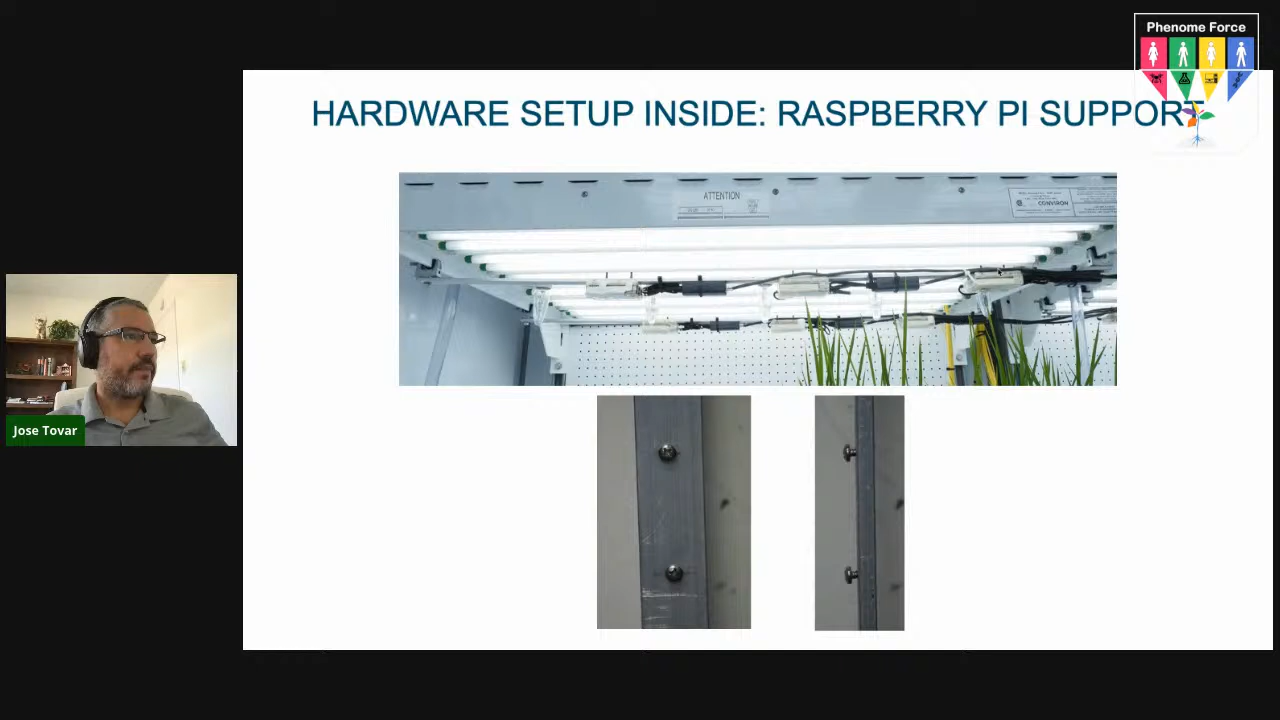 Phenome Force
HARDWARE SETUP INSIDE: RASPBERRY PI SUPPORT
ATTENTION
CONVIRON
Jose Tovar